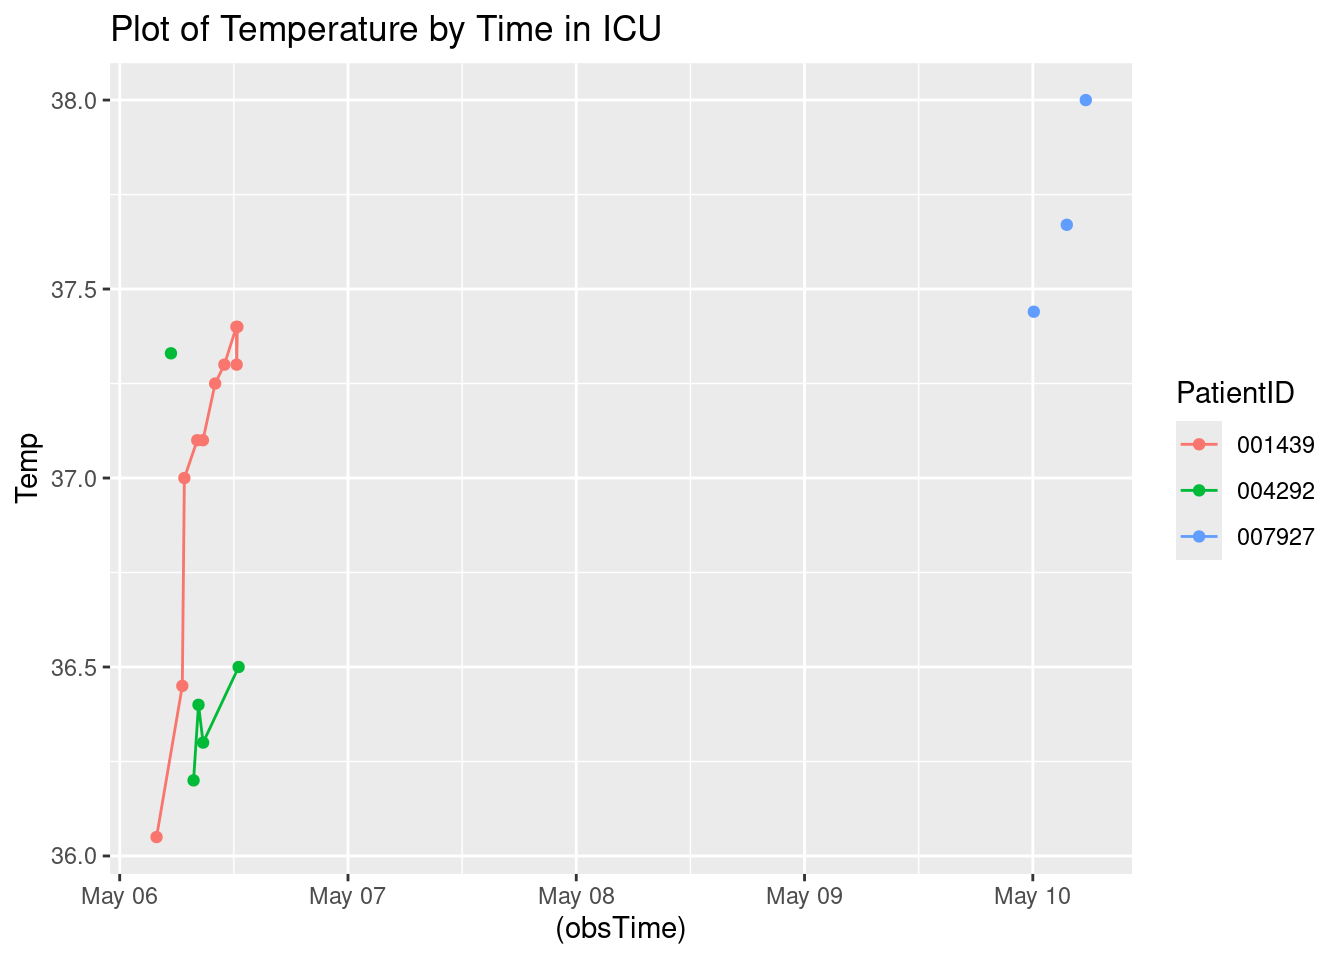 Plot of Temperature by Time in ICU
38.0
37.5
37.0
36.5
36.0
Temp
May 06 May 07 May 08 May 09 May 10
(obsTime)
PatientID
001439
004292
007927